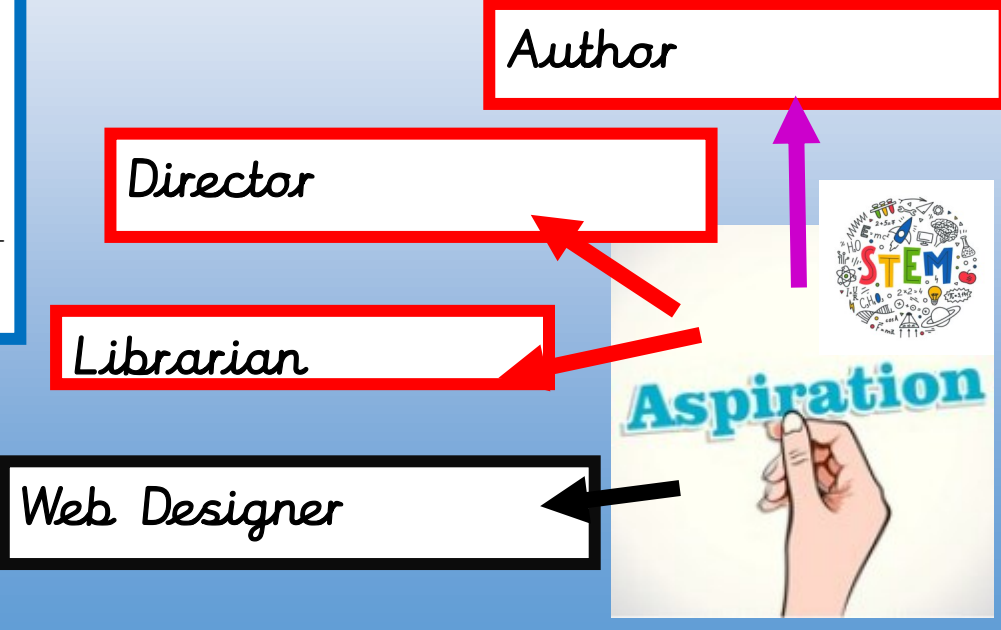 Author
Director
Librarian
STEM
Aspiration
Web Designer